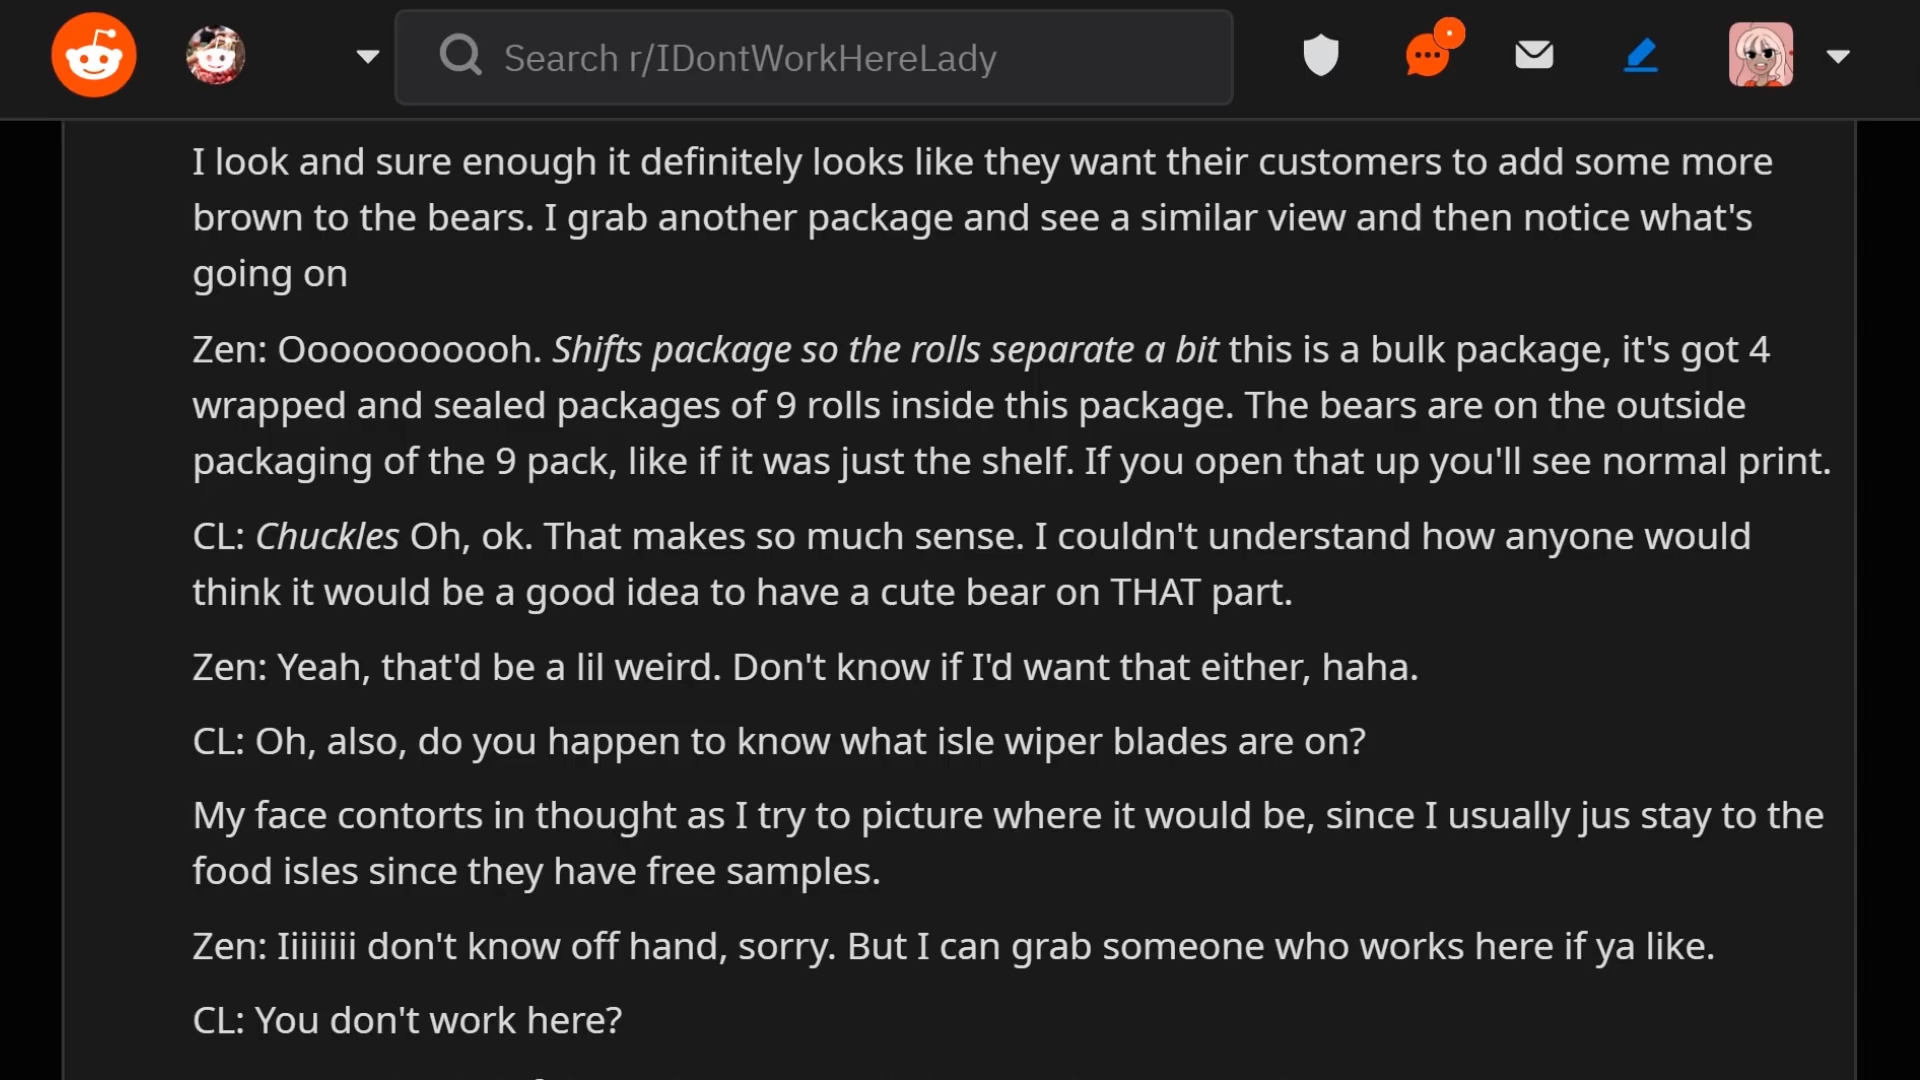 Search r/IDontWorkHereLady
I look and sure enough it definitely looks like they want their customers to add some more
brown to the bears. I grab another package and see a similar view and then notice what's
going on
Zen: Ooooooooooh. Shifts package so the rolls separate a bit this is a bulk package, it's got 4
wrapped and sealed packages of 9 rolls inside this package. The bears are on the outside
packaging of the 9 pack, like if it was just the shelf. If you open that up you'll see normal print.
CL: Chuckles Oh, ok. That makes so much sense. I couldn't understand how anyone would
think it would be a good idea to have a cute bear on THAT part.
Zen: Yeah, that'd be a lil weird. Don't know if I'd want that either, haha.
CL: Oh, also, do you happen to know what isle wiper blades are on?
My face contorts in thought as I try to picture where it would be, since I usually jus stay to the
food isles since they have free samples.
Zen: Iiiiiiii don't know off hand, sorry. But I can grab someone who works here if ya like.
CL: You don't work here?